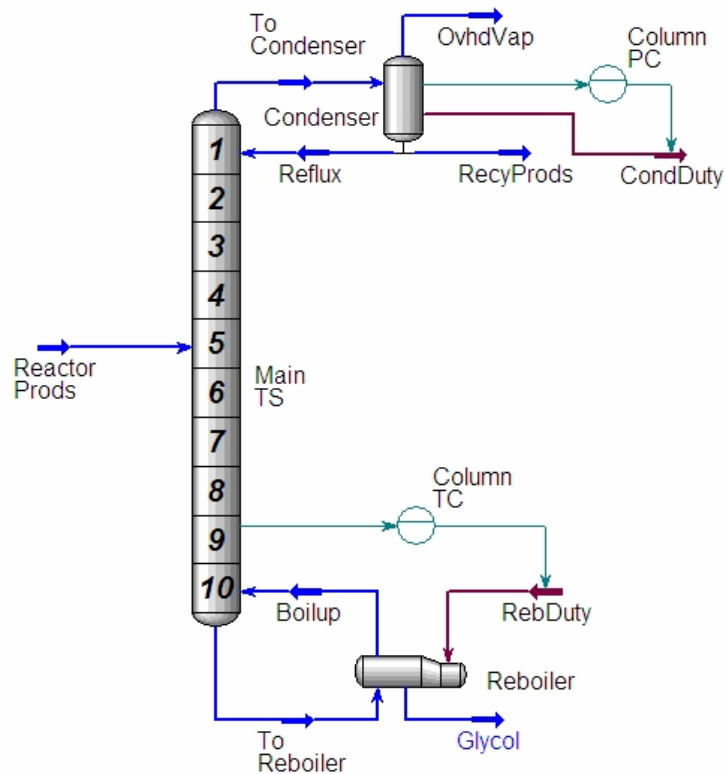 To
Condenser
OvhdVap
Column
PC
Condenser
1
Reflux
RecyProds
CondDuty
2
3
4
5
Reactor
Prods
Main
TS
6
7
8
Column
TC
9
10
Boilup
RebDuty
Reboiler
To
Reboiler
Glycol